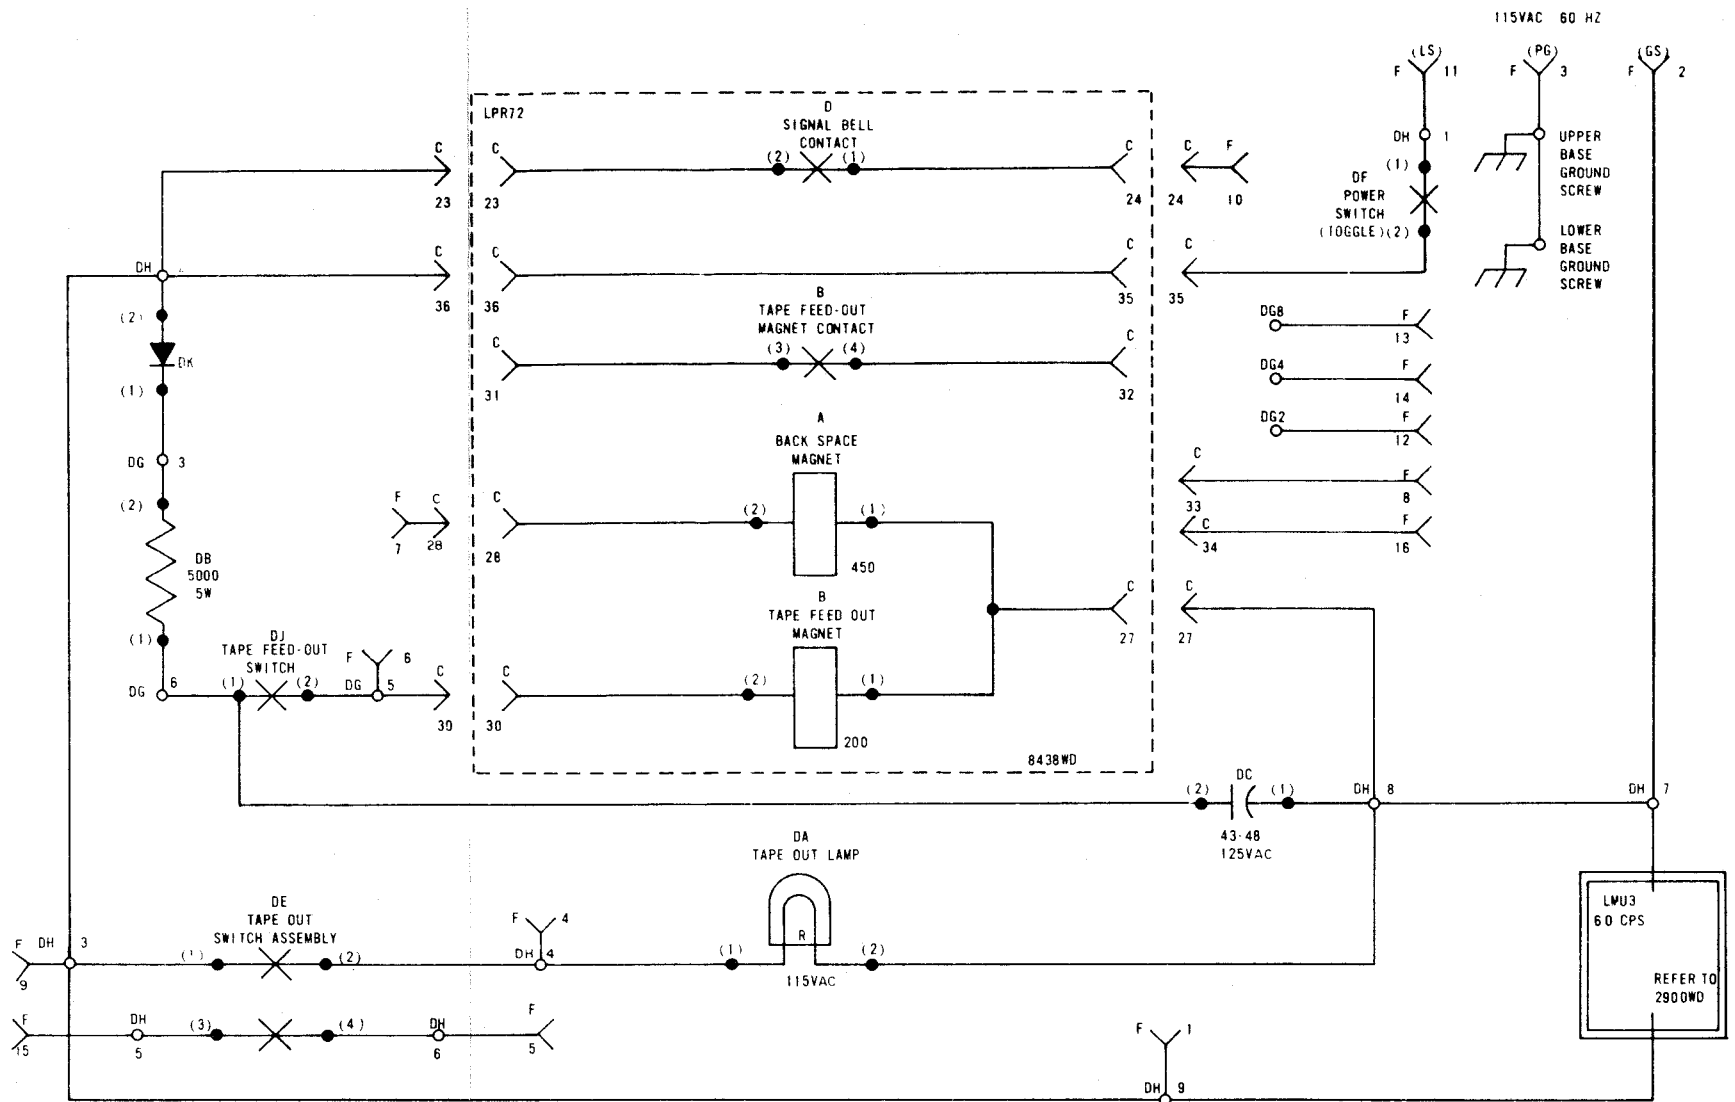 115VAC 60 HZ
(LS) (PG) (GS)
F 11 F 3 F 2
LPR72
D
SIGNAL BELL
CONTACT
(2) (1)
C C C C F
23 23 24 24 10
DH 1
(1)
DF
POWER
SWITCH
(TOGGLE)(2)
UPPER
BASE
GROUND
SCREW
LOWER
BASE
GROUND
SCREW
DH
C C C C
36 36 35 35
B
TAPE FEED-OUT
MAGNET CONTACT
(3) (4)
C C
31 32
(2)
DK
(1)
DG8 F
13
DG4 F
14
DG2 F
12
A
BACK SPACE
MAGNET
C F
33 8
C F
34 16
DG 3
(2)
F C C
7 28 28
(2) (1)
450
DB
5000
5W
(1)
B
TAPE FEED OUT
MAGNET
C C
27 27
DJ
TAPE FEED-OUT
SWITCH
F 6
DG 6 (1) (2) DG 5
C C
30 30
(2) (1)
200
8438WD
(2) DC (1) DH 8 DH 7
43-48
125VAC
DA
TAPE OUT LAMP
DE
TAPE OUT
SWITCH ASSEMBLY
F 4
F DH 3 (1) (2) DH 4 (1) R (2)
9
115VAC
LMU3
60 CPS
REFER TO
2900WD
F DH (3) (4) DH F
15 5 6 5
F 1
DH 9